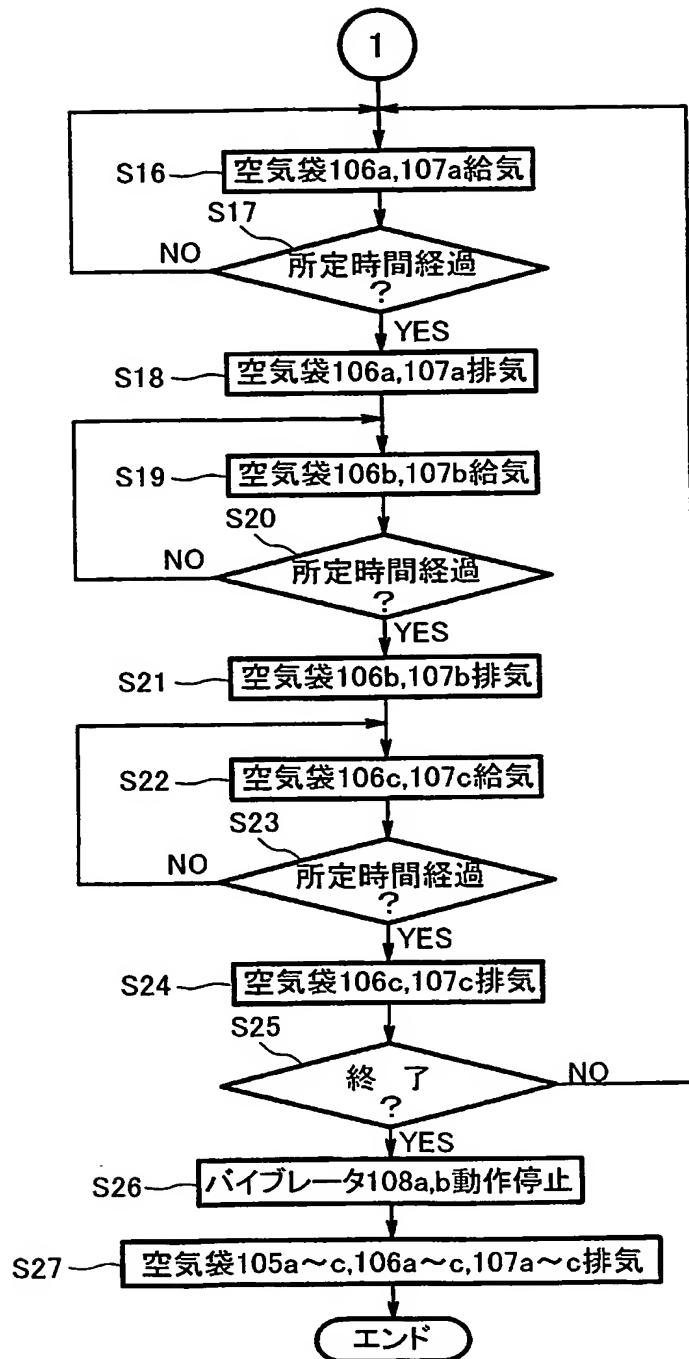 1
S16
空気袋106a,107a給気
S17
NO
所定時間経過
?
YES
S18
空気袋106a,107a排気
S19
空気袋106b,107b給気
S20
NO
所定時間経過
?
YES
S21
空気袋106b,107b排気
S22
空気袋106c,107c給気
S23
NO
所定時間経過
?
YES
S24
空気袋106c,107c排気
S25
終 了
?
NO
YES
S26
バイブレータ108a,b動作停止
S27
空気袋105a~c,106a~c,107a~c排気
エンド